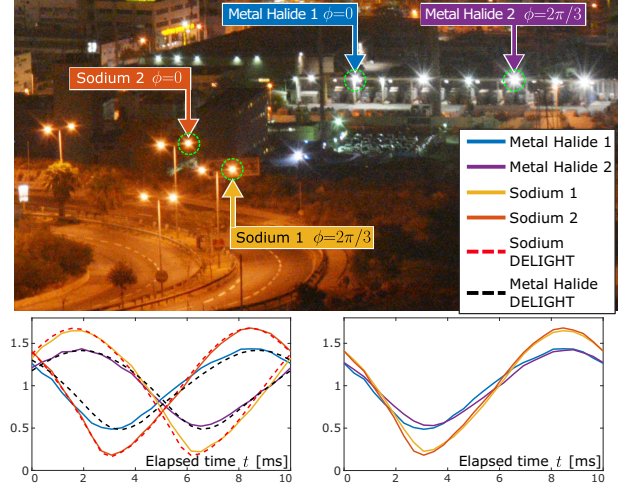 Metal Halide 1 ϕ=0
Metal Halide 2 ϕ=2π/3
Sodium 2 ϕ=0
Sodium 1 ϕ=2π/3
Metal Halide 1
Metal Halide 2
Sodium 1
Sodium 2
Sodium
DELIGHT
Metal Halide
DELIGHT
1.5
1
0.5
0
0 2 4 6 8 10
Elapsed time t [ms]
1.5
1
0.5
0
0 2 4 6 8 10
Elapsed time t [ms]